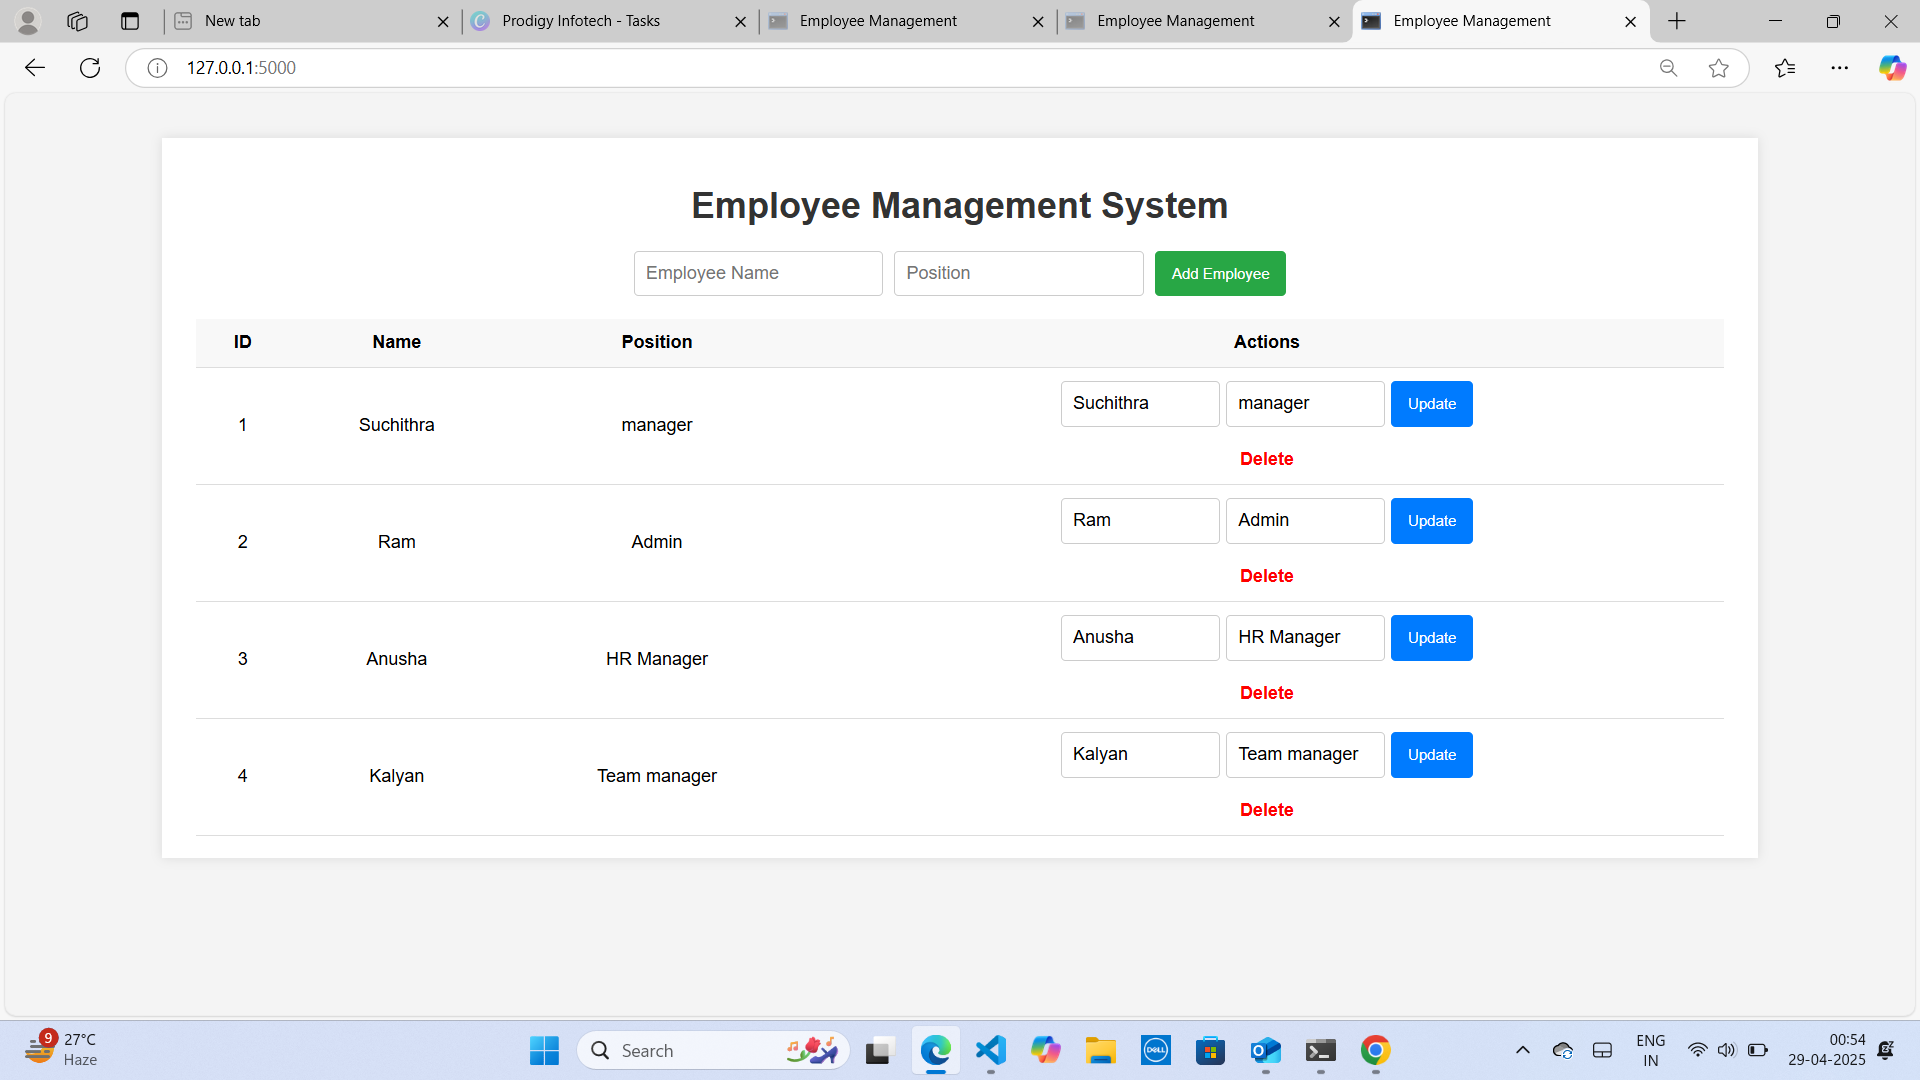 New tab
Prodigy Infotech - Tasks
Employee Management
Employee Management
Employee Management
127.0.0.1:5000
Employee Management System
Employee Name Position Add Employee
ID Name Position Actions
1 Suchithra manager Suchithra manager Update
Delete
2 Ram Admin Ram Admin Update
Delete
3 Anusha HR Manager Anusha HR Manager Update
Delete
4 Kalyan Team manager Kalyan Team manager Update
Delete
9 27°C
Haze
Search
DELL
ENG
IN
00:54
29-04-2025